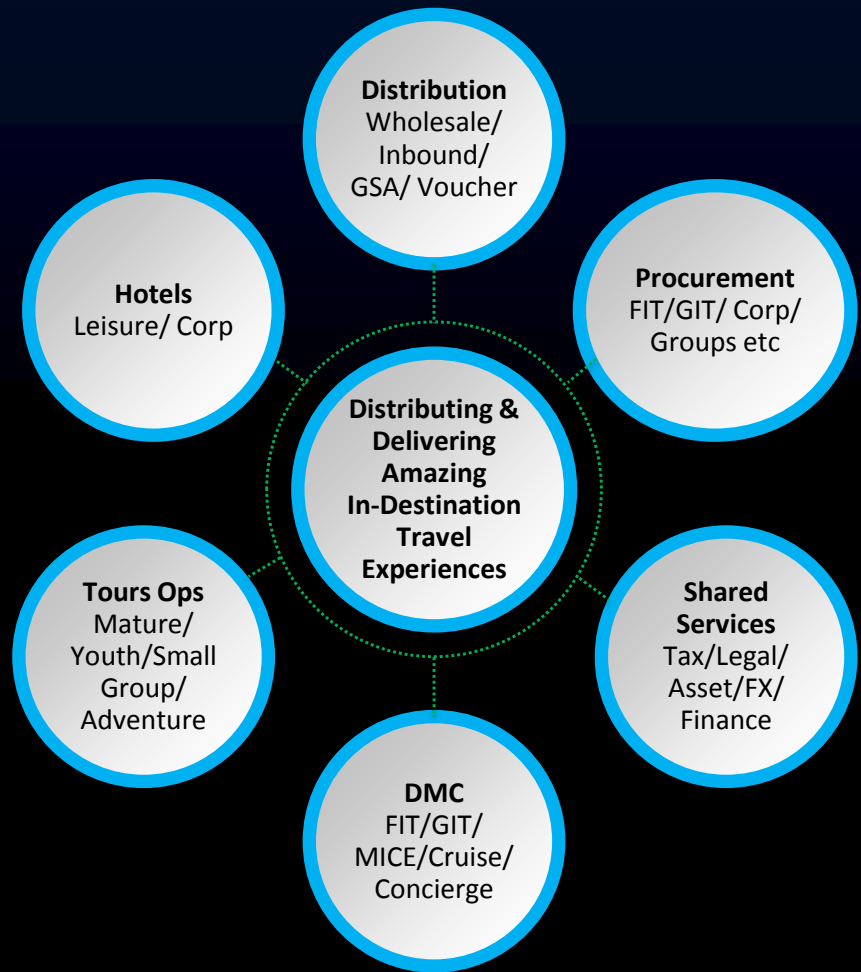 Distribution
Wholesale/
Inbound/
GSA/ Voucher
Hotels
Leisure/ Corp
Procurement
FIT/GIT/ Corp/
Groups etc
Distributing &
Delivering
Amazing
In-Destination
Travel
Experiences
Tours Ops
Mature/
Youth/Small
Group/
Adventure
Shared
Services
Tax/Legal/
Asset/FX/
Finance
DMC
FIT/GIT/
MICE/Cruise/
Concierge